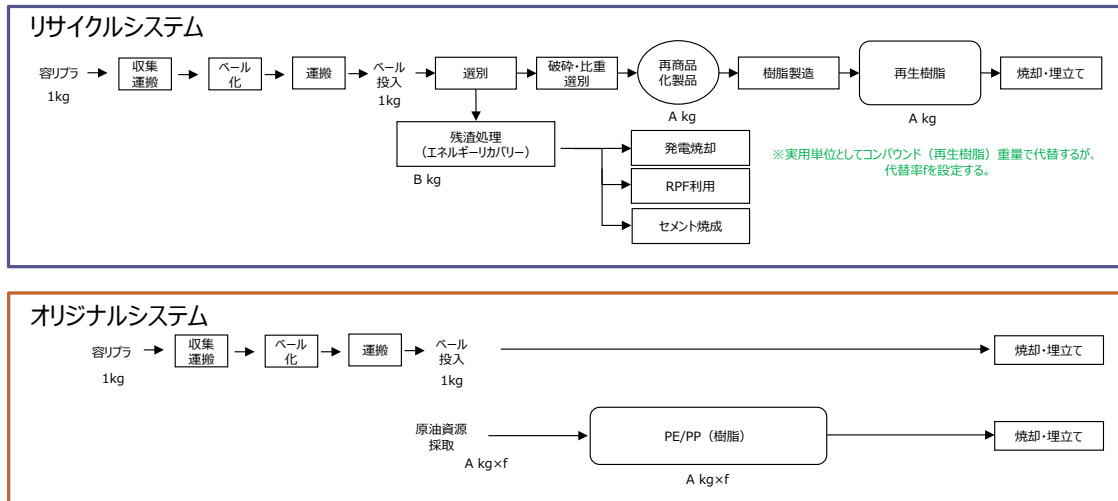 リサイクルシステム
容リプラ
1kg
収集
運搬
ベール
化
運搬
ベール
投入
1kg
選別
破砕・比重
選別
再商品
化製品
A kg
樹脂製造
再生樹脂
A kg
焼却・埋立て
残渣処理
（エネルギーリカバリー）
B kg
発電焼却
RPF利用
セメント焼成
※実用単位としてコンパウンド（再生樹脂）重量で代替するが、
代替率fを設定する。
オリジナルシステム
容リプラ
1kg
収集
運搬
ベール
化
運搬
ベール
投入
1kg
焼却・埋立て
原油資源
採取
A kg×f
PE/PP（樹脂）
A kg×f
焼却・埋立て